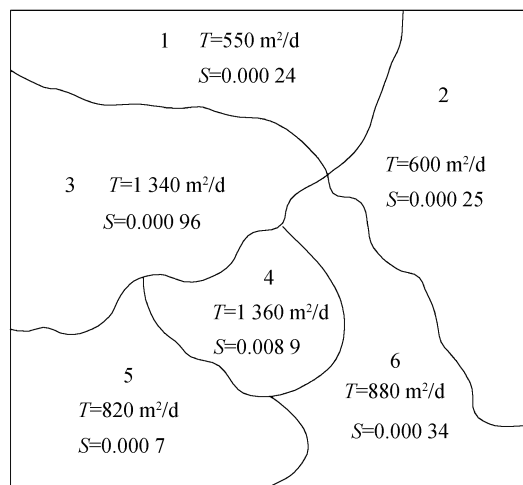 1
T=550 m²/d
S=0.000 24
2
T=600 m²/d
S=0.000 25
3
T=1 340 m²/d
S=0.000 96
4
T=1 360 m²/d
S=0.008 9
5
T=820 m²/d
S=0.000 7
6
T=880 m²/d
S=0.000 34